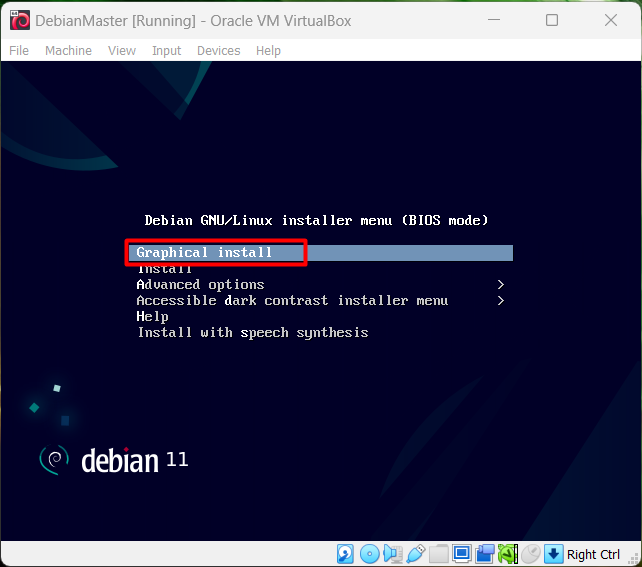 DebianMaster [Running] - Oracle VM VirtualBox
File Machine View Input Devices Help
Debian GNU/Linux installer menu (BIOS mode)
Graphical install
Install
Advanced options >
Accessible dark contrast installer menu >
Help
Install with speech synthesis
debian 11
Right Ctrl